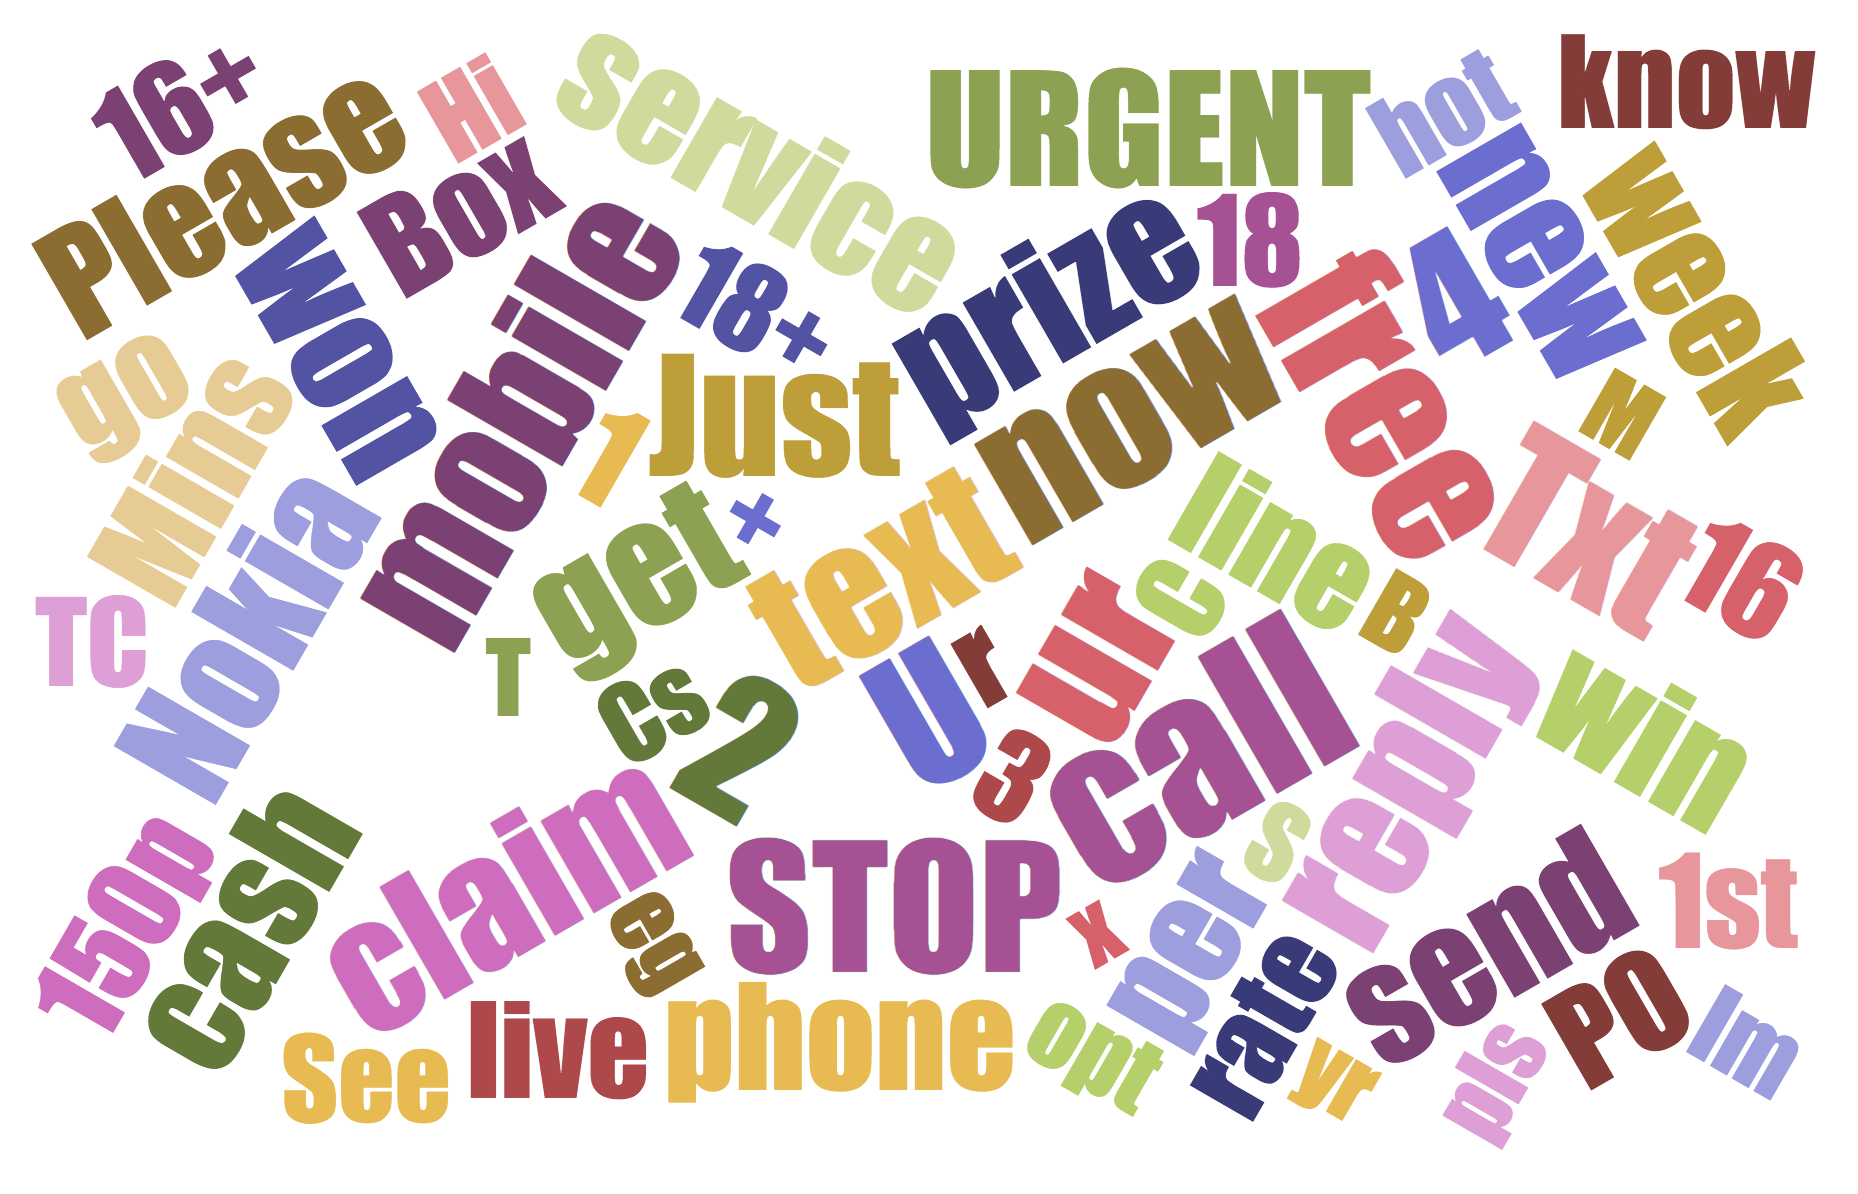 16+
Please
Hi
Box
service
URGENT
hot
know
new
week
won
mobile
18+
prize
18
free
4
go
Mins
1
Just
now
M
Txt
16
Nokia
get
+
text
line
c
B
TC
T
Cs
2
U
r
ur
3
call
reply
win
150p
cash
claim
eg
STOP
x
per
s
send
1st
See
live
phone
opt
rate
yr
pls
PO
Im